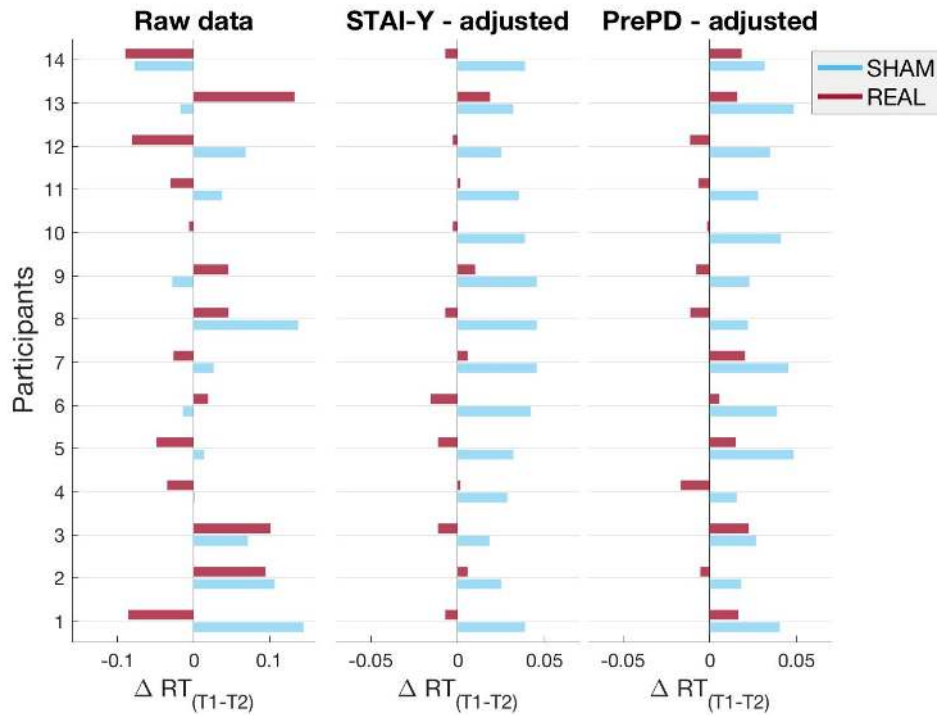 Raw data
STAI-Y - adjusted
PrePD - adjusted
SHAM
REAL
Participants
14
13
12
11
10
9
8
7
6
5
4
3
2
1
-0.1 0 0.1
-0.05 0 0.05
-0.05 0 0.05
Δ RT(T1-T2)
Δ RT(T1-T2)
Δ RT(T1-T2)